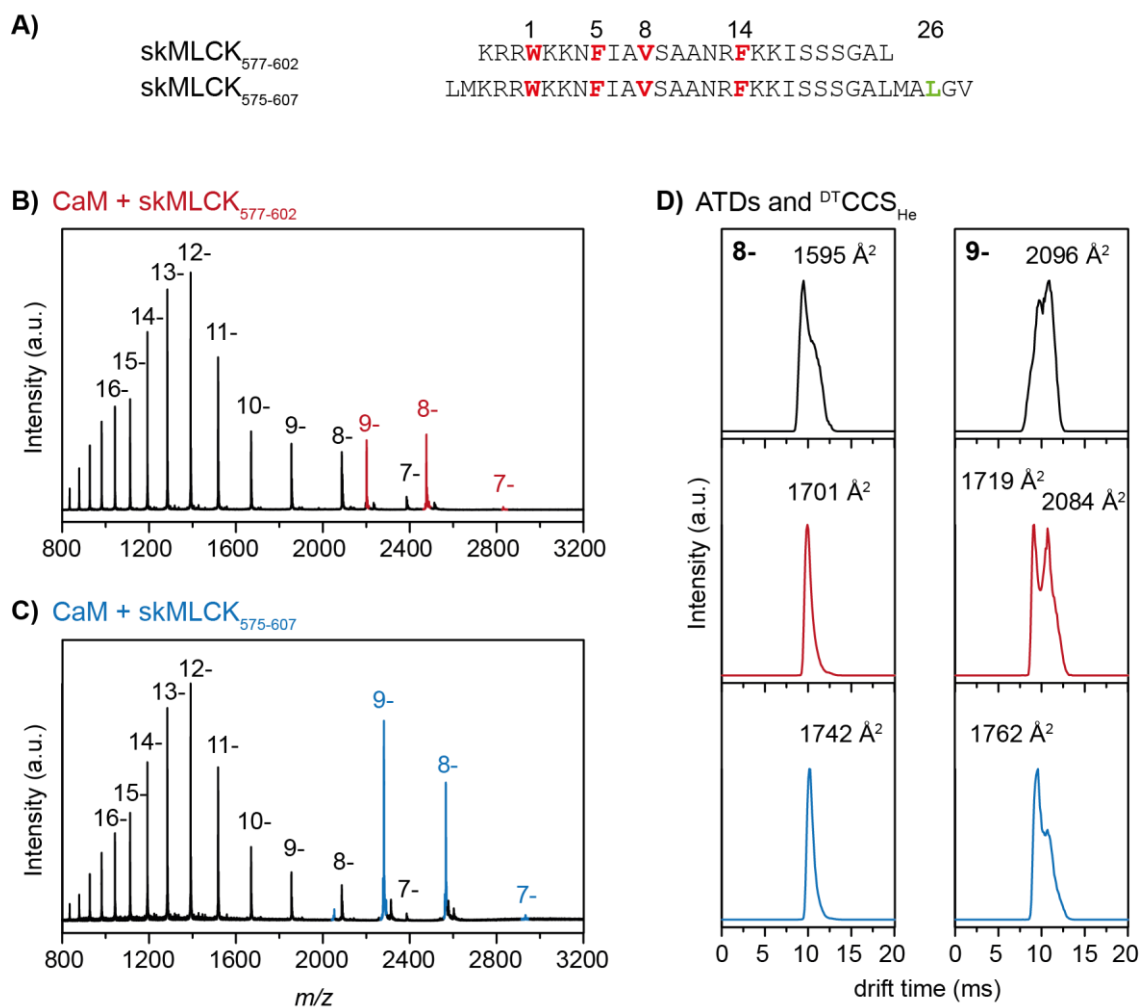 A)
1 5 8 14 26
skMLCK577-602 KRRWKKNFIAVSAANRFKKISSSGAL
skMLCK575-607 LMKRRWKKNFIAVSAANRFKKISSSGALMALGV
B) CaM + skMLCK577-602
Intensity (a.u.)
16- 15- 14- 13- 12- 11- 10- 9- 8- 7- 9- 8- 7-
800 1200 1600 2000 2400 2800 3200
C) CaM + skMLCK575-607
Intensity (a.u.)
16- 15- 14- 13- 12- 11- 10- 9- 8- 7- 9- 8- 7-
800 1200 1600 2000 2400 2800 3200
m/z
D) ATDs and DTCCSHe
Intensity (a.u.)
8- 1595 Å2
9- 2096 Å2
1701 Å2
1719 Å2
2084 Å2
1742 Å2
1762 Å2
0 5 10 15 20 0 5 10 15 20
drift time (ms)